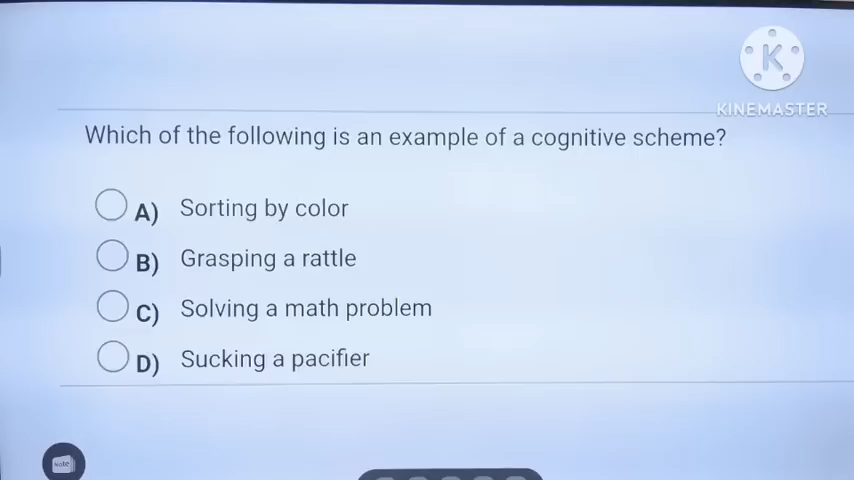 K
KINEMASTER
Which of the following is an example of a cognitive scheme?
A) Sorting by color
B) Grasping a rattle
C) Solving a math problem
D) Sucking a pacifier
Note